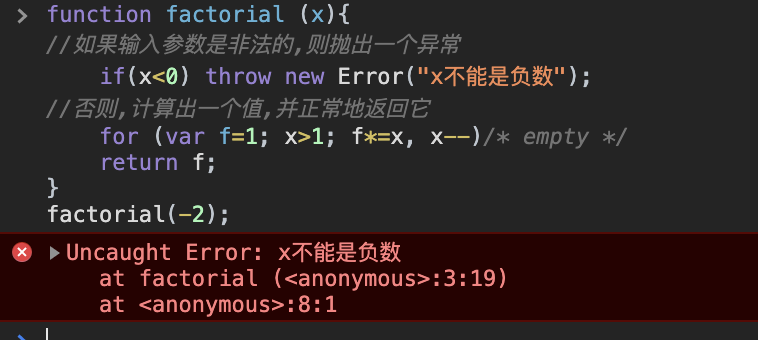 function factorial (x){
//如果输入参数是非法的,则抛出一个异常
if(x<0) throw new Error("x不能是负数");
//否则,计算出一个值,并正常地返回它
for (var f=1; x>1; f*=x, x--)/* empty */
return f;
}
factorial(-2);
Uncaught Error: x不能是负数
at factorial (<anonymous>:3:19)
at <anonymous>:8:1